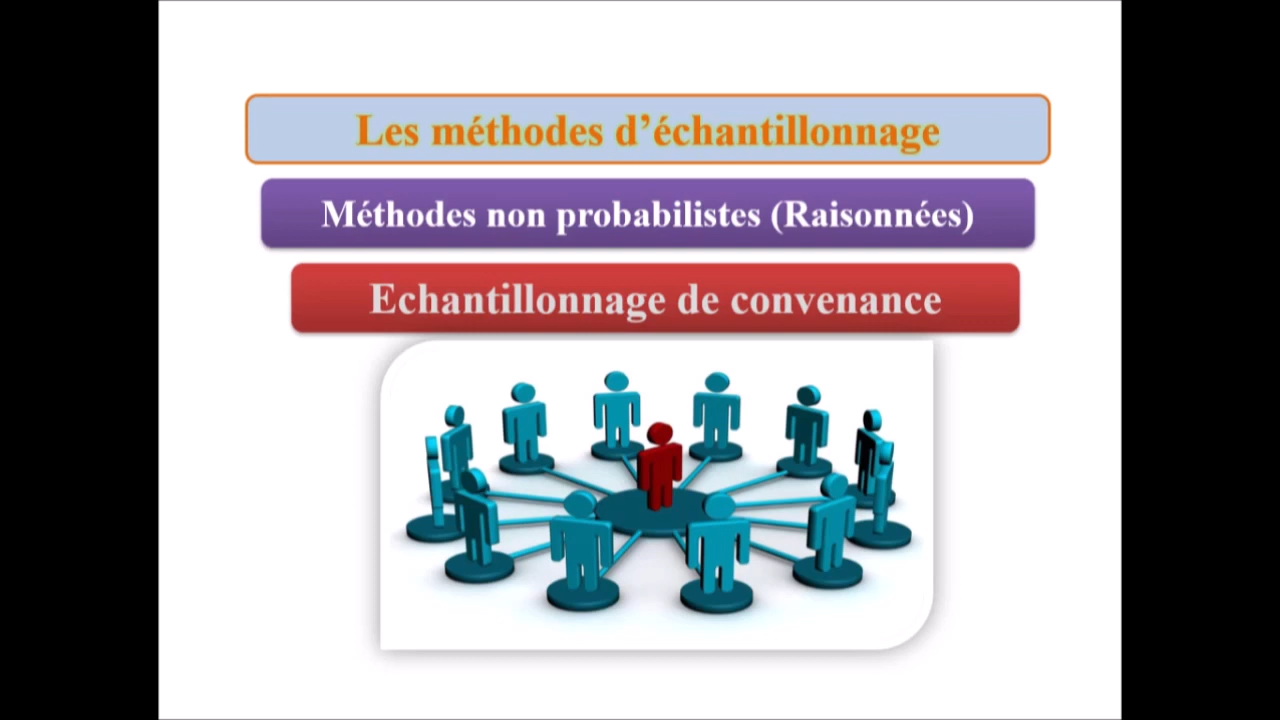 Les méthodes d’échantillonnage
Méthodes non probabilistes (Raisonnées)
Echantillonnage de convenance